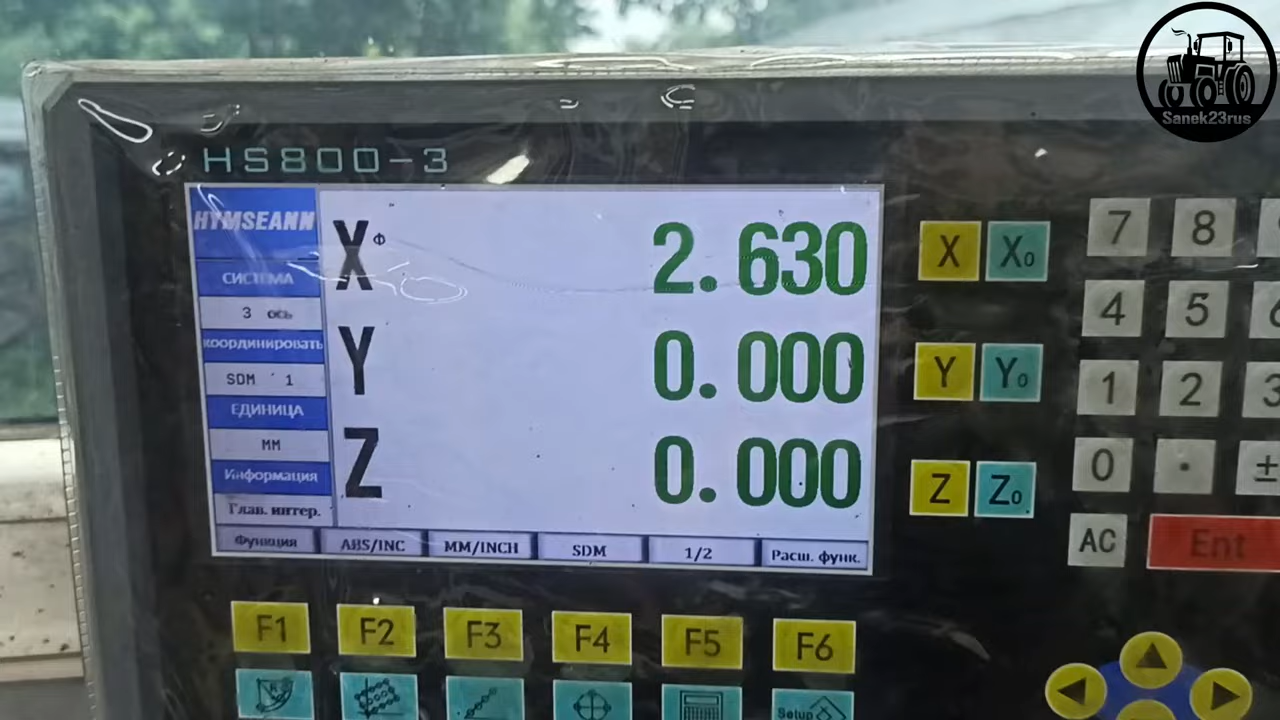 Sanek23rus
HS800-3
HYMSEANN
СИСТЕМА
3 ось
координировать
SDM 1
ЕДИНИЦА
MM
Информация
Глав. интер.
XΦ 2.630
Y 0.000
Z 0.000
Функция ABS/INC MM/INCH SDM 1/2 Расш. функ.
X X0
Y Y0
Z Z0
7 8
4 5 6
1 2 3
0 . ±
AC Ent
F1 F2 F3 F4 F5 F6
Setup